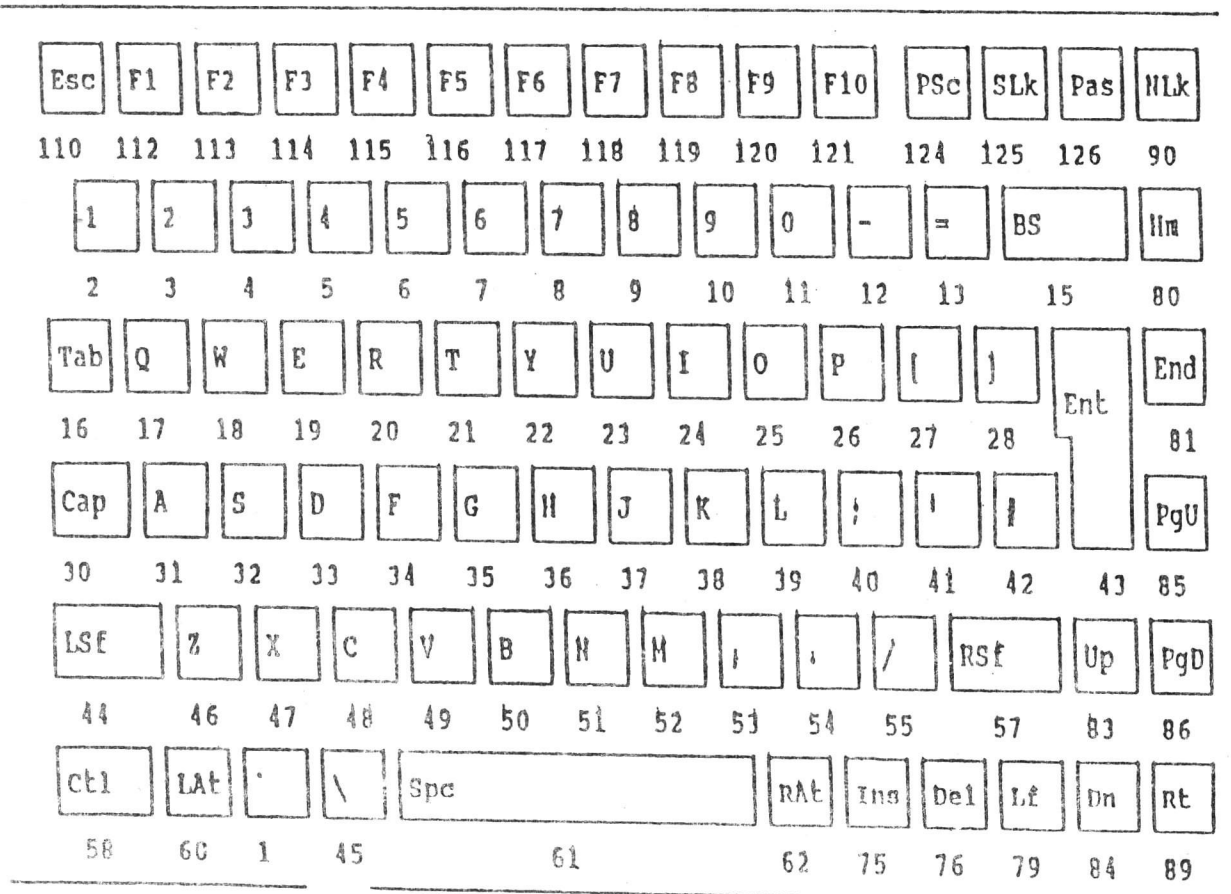 Esc F1 F2 F3 F4 F5 F6 F7 F8 F9 F10 PSc SLk Pas NLk
110 112 113 114 115 116 117 118 119 120 121 124 125 126 90
1 2 3 4 5 6 7 8 9 0 - = BS Hm
2 3 4 5 6 7 8 9 10 11 12 13 15 80
Tab Q W E R T Y U I O P [ ] Ent End
16 17 18 19 20 21 22 23 24 25 26 27 28 81
Cap A S D F G H J K L ; ' # PgU
30 31 32 33 34 35 36 37 38 39 40 41 42 43 85
LSf Z X C V B N M , . / RSf Up PgD
44 46 47 48 49 50 51 52 53 54 55 57 83 86
Ctl LAt ` \ Spc RAt Ins Del Lf Dn Rt
58 60 1 45 61 62 75 76 79 84 89